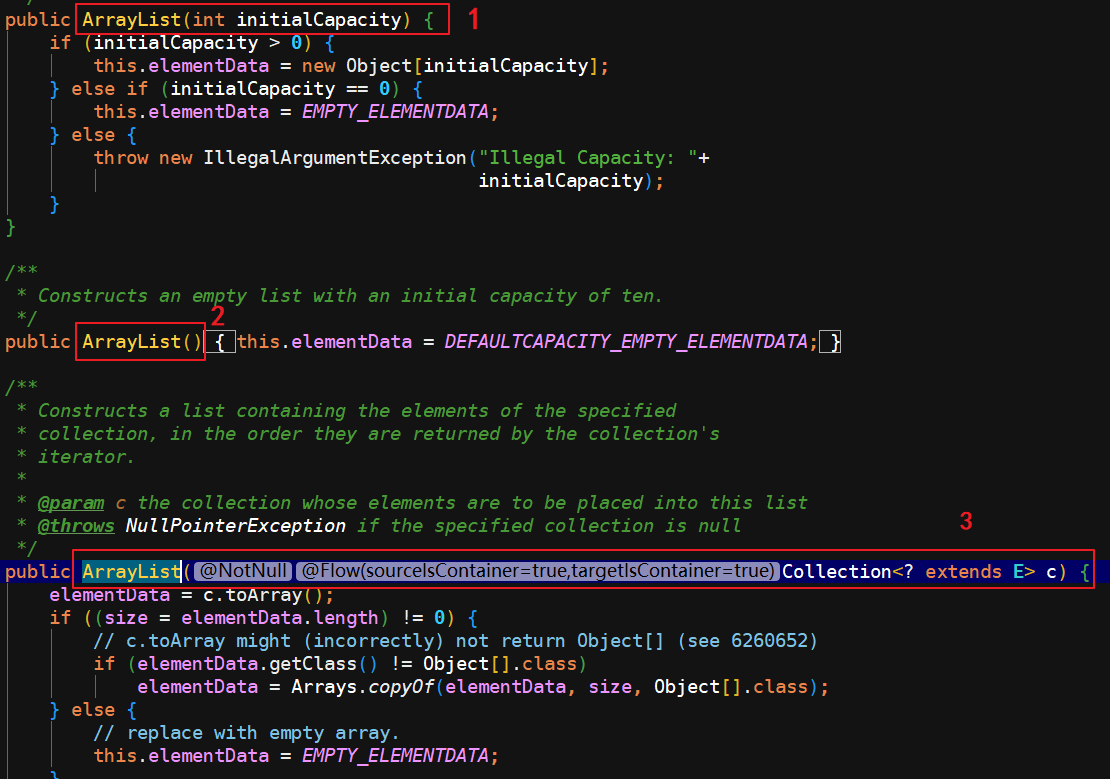 public ArrayList(int initialCapacity) { 1
if (initialCapacity > 0) {
this.elementData = new Object[initialCapacity];
} else if (initialCapacity == 0) {
this.elementData = EMPTY_ELEMENTDATA;
} else {
throw new IllegalArgumentException("Illegal Capacity: "+
initialCapacity);
}
}
/**
* Constructs an empty list with an initial capacity of ten.
*/
2
public ArrayList() { this.elementData = DEFAULTCAPACITY_EMPTY_ELEMENTDATA; }
/**
* Constructs a list containing the elements of the specified
* collection, in the order they are returned by the collection's
* iterator.
*
* @param c the collection whose elements are to be placed into this list
* @throws NullPointerException if the specified collection is null
3
*/
public ArrayList( @NotNull @Flow(sourceIsContainer=true,targetIsContainer=true) Collection<? extends E> c) {
elementData = c.toArray();
if ((size = elementData.length) != 0) {
// c.toArray might (incorrectly) not return Object[] (see 6260652)
if (elementData.getClass() != Object[].class)
elementData = Arrays.copyOf(elementData, size, Object[].class);
} else {
// replace with empty array.
this.elementData = EMPTY_ELEMENTDATA;
}